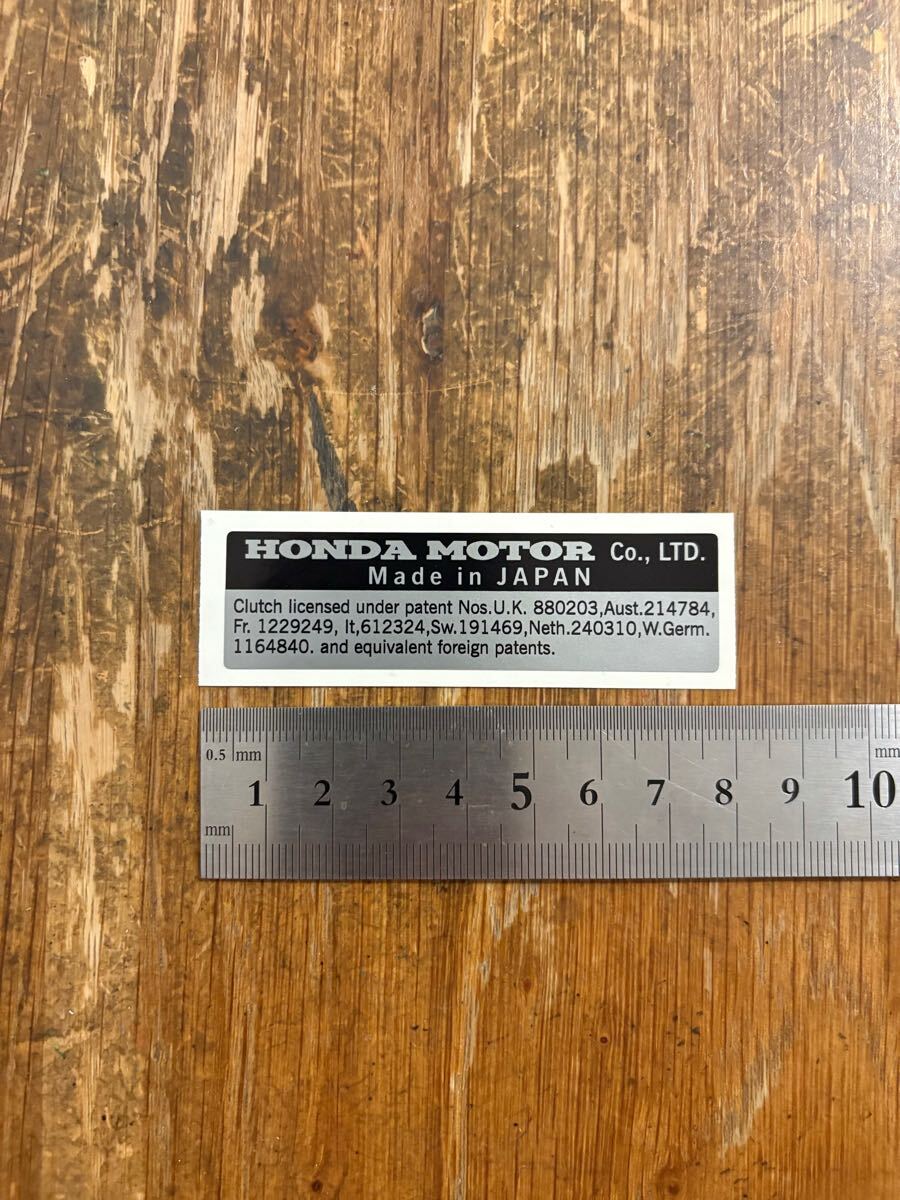 HONDA MOTOR Co., LTD.
Made in JAPAN
Clutch licensed under patent Nos.U.K. 880203,Aust.214784,
Fr. 1229249, It,612324,Sw.191469,Neth.240310,W.Germ.
1164840. and equivalent foreign patents.
0.5 mm mm
1 2 3 4 5 6 7 8 9 10
mm